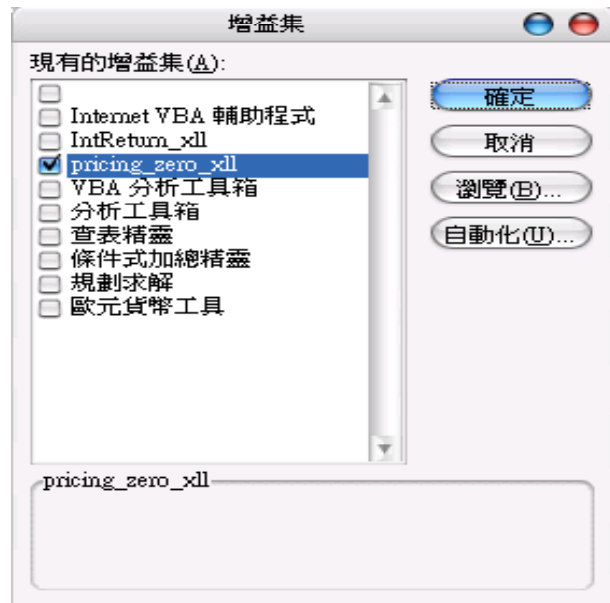 增益集
現有的增益集(A):
Internet VBA 輔助程式
IntReturn_xll
pricing_zero_xll
VBA 分析工具箱
分析工具箱
查表精靈
條件式加總精靈
規劃求解
歐元貨幣工具
確定
取消
瀏覽(B)...
自動化(U)...
pricing_zero_xll